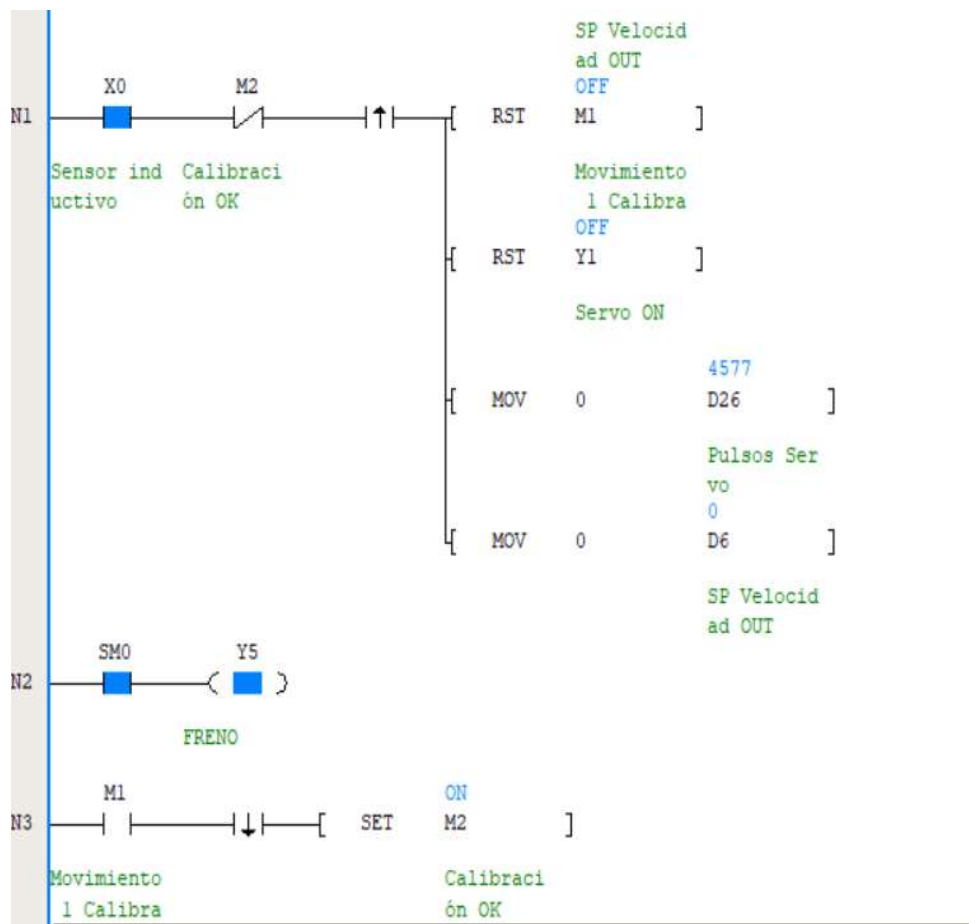 SP Velocid
ad OUT
OFF
X0 M2
N1 RST M1
Sensor ind Calibraci Movimiento
uctivo ón OK 1 Calibra
OFF
RST Y1
Servo ON
4577
MOV 0 D26
Pulsos Ser
vo
0
MOV 0 D6
SP Velocid
ad OUT
SM0 Y5
N2
FRENO
M1 ON
N3 SET M2
Movimiento Calibraci
1 Calibra ón OK